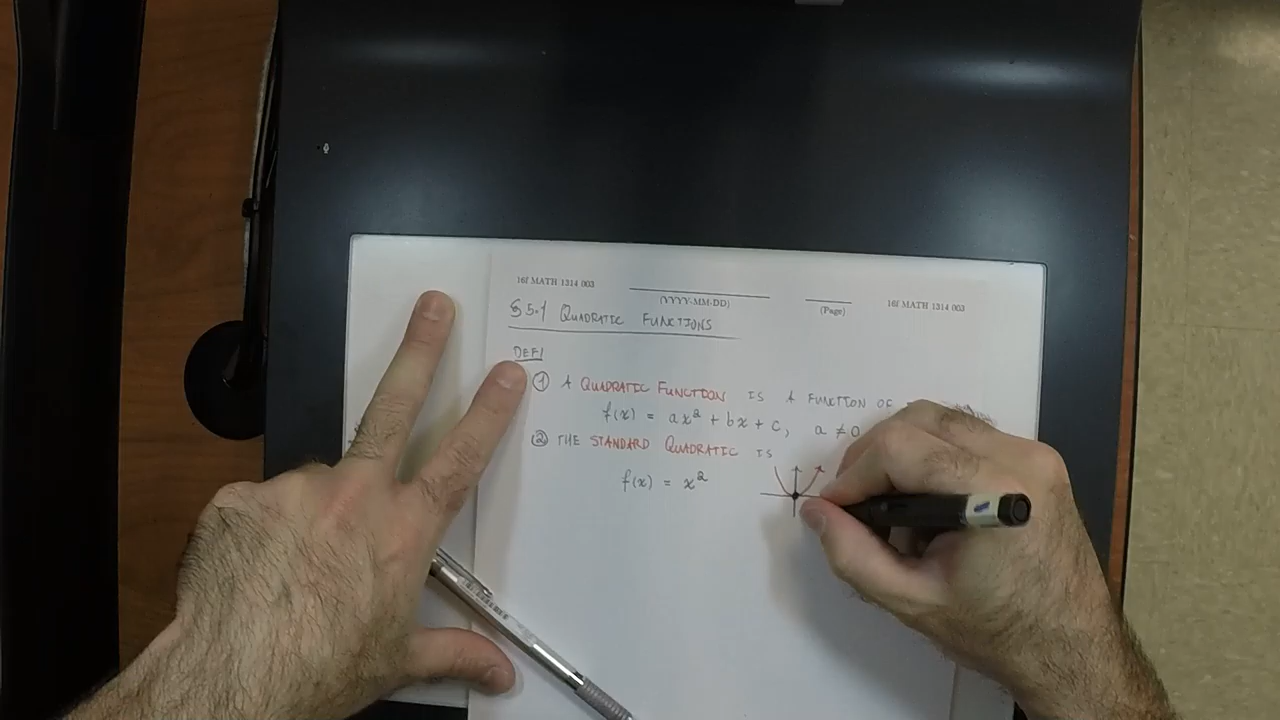 16f MATH 1314 003
(YYYY-MM-DD)
(Page)
16f MATH 1314 003
§ 5.1 QUADRATIC FUNCTIONS
DEF1
① A QUADRATIC FUNCTION IS A FUNCTION OF
f(x) = ax² + bx + c, a ≠ 0
② THE STANDARD QUADRATIC IS
f(x) = x²